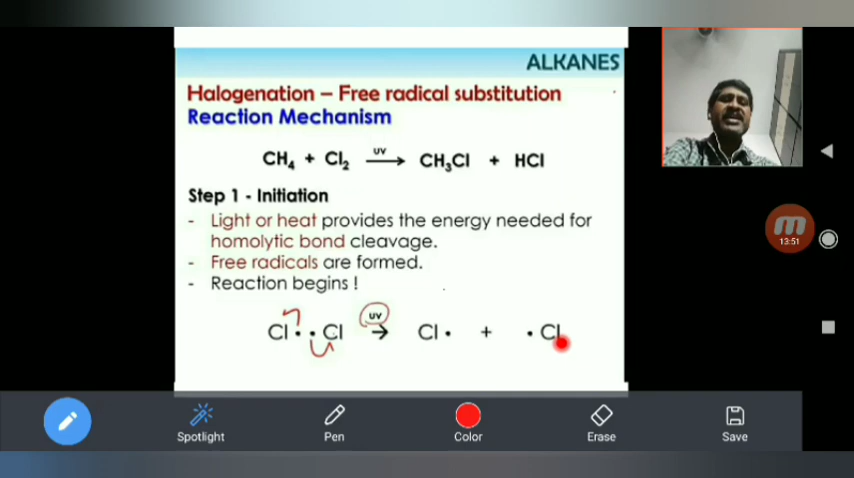 ALKANES
Halogenation – Free radical substitution
Reaction Mechanism
CH₄ + Cl₂ —UV→ CH₃Cl + HCl
Step 1 - Initiation
- Light or heat provides the energy needed for
homolytic bond cleavage.
- Free radicals are formed.
- Reaction begins !
Cl • • Cl —UV→ Cl • + • Cl
13:51
Spotlight Pen Color Erase Save